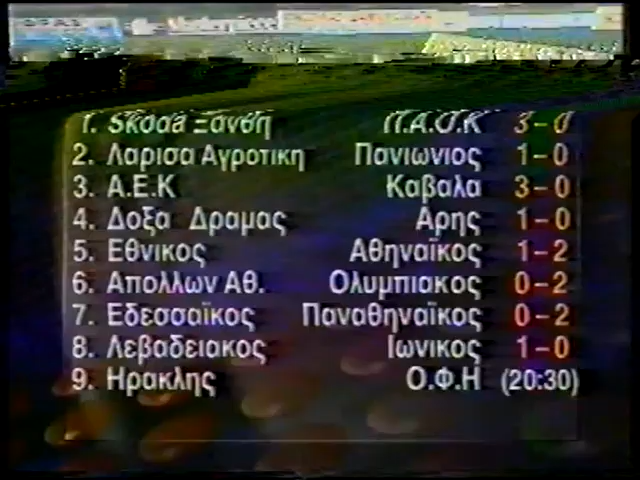 1. Skoda Ξανθη Π.Α.Ο.Κ 3-0
2. Λαρισα Αγροτικη Πανιωνιος 1-0
3. Α.Ε.Κ Καβαλα 3-0
4. Δοξα Δραμας Αρης 1-0
5. Εθνικος Αθηναϊκος 1-2
6. Απολλων Αθ. Ολυμπιακος 0-2
7. Εδεσσαϊκος Παναθηναϊκος 0-2
8. Λεβαδειακος Ιωνικος 1-0
9. Ηρακλης Ο.Φ.Η (20:30)